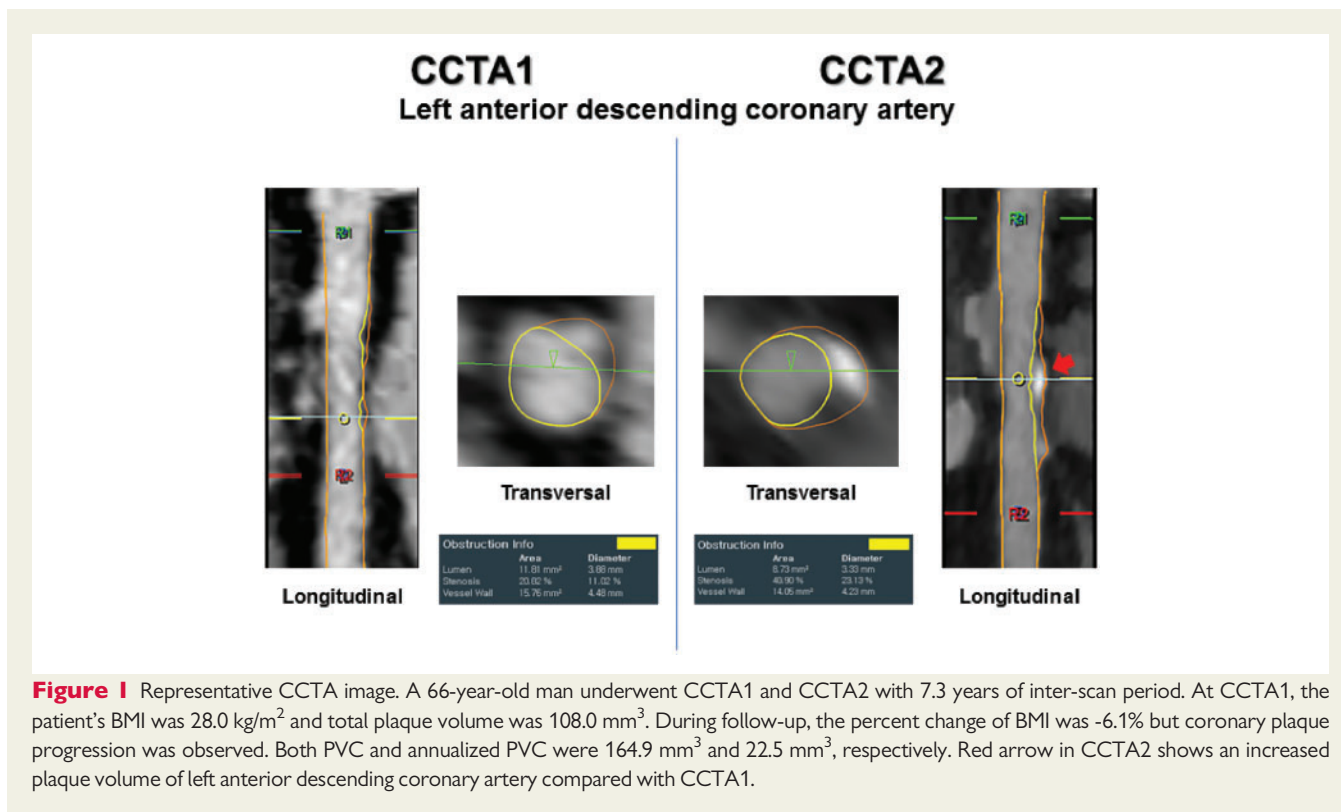 CCTA1
CCTA2
Left anterior descending coronary artery
R1
R1
O
O
R2
R2
Transversal
Transversal
Obstruction Info
Area Diameter
Lumen 11.81 mm² 3.88 mm
Stenosis 20.82 % 11.02 %
Vessel Wall 15.76 mm² 4.48 mm
Obstruction Info
Area Diameter
Lumen 8.73 mm² 3.33 mm
Stenosis 40.90 % 23.13 %
Vessel Wall 14.05 mm² 4.23 mm
Longitudinal
Longitudinal
Figure 1 Representative CCTA image. A 66-year-old man underwent CCTA1 and CCTA2 with 7.3 years of inter-scan period. At CCTA1, the
patient's BMI was 28.0 kg/m² and total plaque volume was 108.0 mm³. During follow-up, the percent change of BMI was -6.1% but coronary plaque
progression was observed. Both PVC and annualized PVC were 164.9 mm³ and 22.5 mm³, respectively. Red arrow in CCTA2 shows an increased
plaque volume of left anterior descending coronary artery compared with CCTA1.